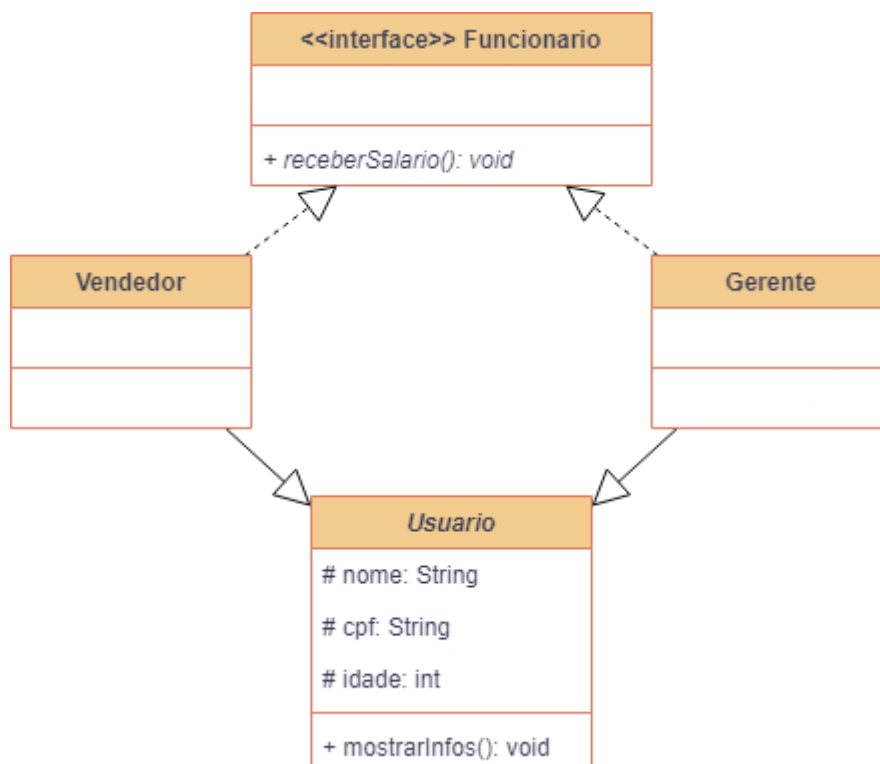 <<interface>> Funcionario
+ receberSalario(): void
Vendedor
Gerente
Usuario
# nome: String
# cpf: String
# idade: int
+ mostrarInfos(): void